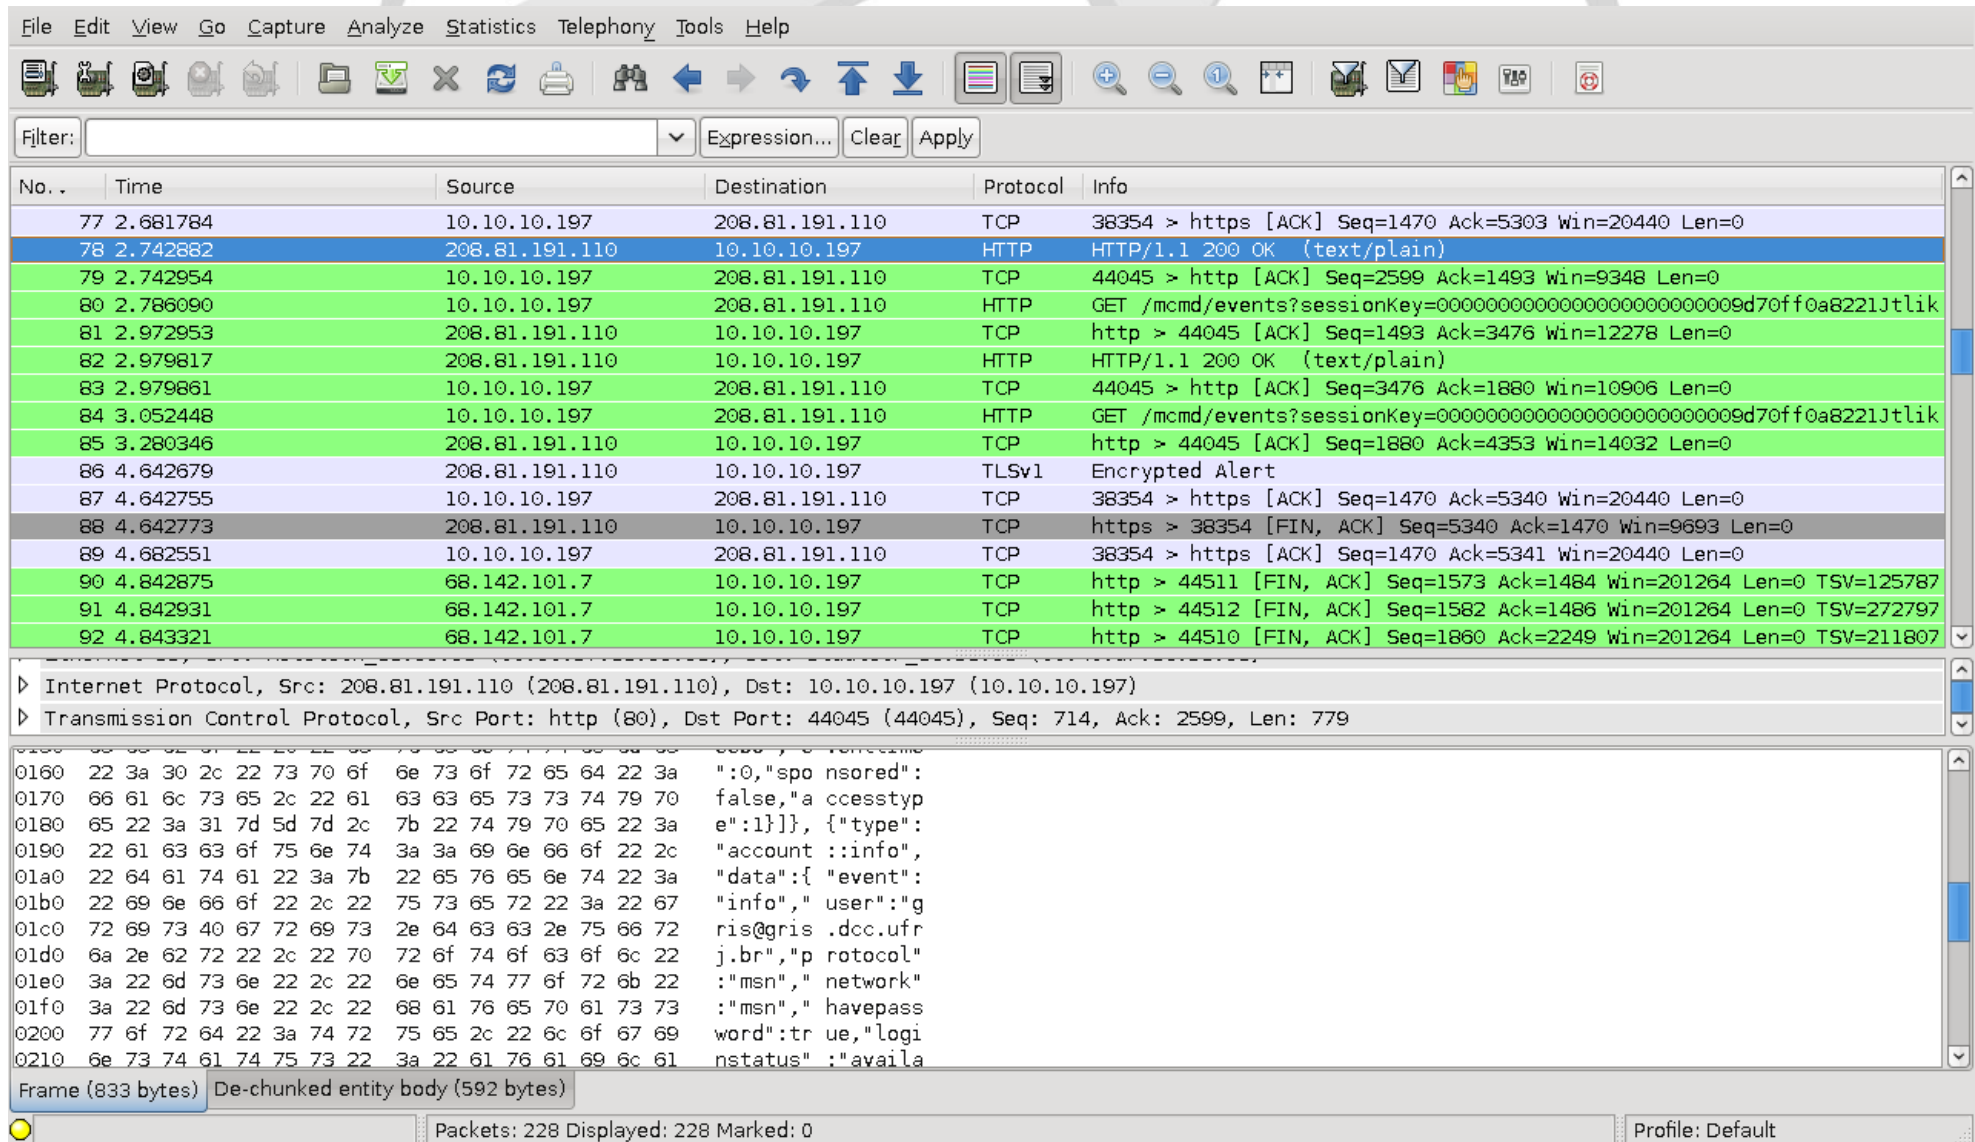 File Edit View Go Capture Analyze Statistics Telephony Tools Help
Filter: Expression... Clear Apply
No. . Time Source Destination Protocol Info
77 2.681784 10.10.10.197 208.81.191.110 TCP 38354 > https [ACK] Seq=1470 Ack=5303 Win=20440 Len=0
78 2.742882 208.81.191.110 10.10.10.197 HTTP HTTP/1.1 200 OK (text/plain)
79 2.742954 10.10.10.197 208.81.191.110 TCP 44045 > http [ACK] Seq=2599 Ack=1493 Win=9348 Len=0
80 2.786090 10.10.10.197 208.81.191.110 HTTP GET /mcmd/events?sessionKey=0000000000000000000000009d70ff0a8221Jtlik
81 2.972953 208.81.191.110 10.10.10.197 TCP http > 44045 [ACK] Seq=1493 Ack=3476 Win=12278 Len=0
82 2.979817 208.81.191.110 10.10.10.197 HTTP HTTP/1.1 200 OK (text/plain)
83 2.979861 10.10.10.197 208.81.191.110 TCP 44045 > http [ACK] Seq=3476 Ack=1880 Win=10906 Len=0
84 3.052448 10.10.10.197 208.81.191.110 HTTP GET /mcmd/events?sessionKey=0000000000000000000000009d70ff0a8221Jtlik
85 3.280346 208.81.191.110 10.10.10.197 TCP http > 44045 [ACK] Seq=1880 Ack=4353 Win=14032 Len=0
86 4.642679 208.81.191.110 10.10.10.197 TLSv1 Encrypted Alert
87 4.642755 10.10.10.197 208.81.191.110 TCP 38354 > https [ACK] Seq=1470 Ack=5340 Win=20440 Len=0
88 4.642773 208.81.191.110 10.10.10.197 TCP https > 38354 [FIN, ACK] Seq=5340 Ack=1470 Win=9693 Len=0
89 4.682551 10.10.10.197 208.81.191.110 TCP 38354 > https [ACK] Seq=1470 Ack=5341 Win=20440 Len=0
90 4.842875 68.142.101.7 10.10.10.197 TCP http > 44511 [FIN, ACK] Seq=1573 Ack=1484 Win=201264 Len=0 TSV=125787
91 4.842931 68.142.101.7 10.10.10.197 TCP http > 44512 [FIN, ACK] Seq=1582 Ack=1486 Win=201264 Len=0 TSV=272797
92 4.843321 68.142.101.7 10.10.10.197 TCP http > 44510 [FIN, ACK] Seq=1860 Ack=2249 Win=201264 Len=0 TSV=211807
Internet Protocol, Src: 208.81.191.110 (208.81.191.110), Dst: 10.10.10.197 (10.10.10.197)
Transmission Control Protocol, Src Port: http (80), Dst Port: 44045 (44045), Seq: 714, Ack: 2599, Len: 779
0160 22 3a 30 2c 22 73 70 6f 6e 73 6f 72 65 64 22 3a ":0,"spo nsored":
0170 66 61 6c 73 65 2c 22 61 63 63 65 73 73 74 79 70 false,"a ccesstyp
0180 65 22 3a 31 7d 5d 7d 2c 7b 22 74 79 70 65 22 3a e":1}]}, {"type":
0190 22 61 63 63 6f 75 6e 74 3a 3a 69 6e 66 6f 22 2c "account ::info",
01a0 22 64 61 74 61 22 3a 7b 22 65 76 65 6e 74 22 3a "data":{ "event":
01b0 22 69 6e 66 6f 22 2c 22 75 73 65 72 22 3a 22 67 "info"," user":"g
01c0 72 69 73 40 67 72 69 73 2e 64 63 63 2e 75 66 72 ris@gris .dcc.ufr
01d0 6a 2e 62 72 22 2c 22 70 72 6f 74 6f 63 6f 6c 22 j.br","p rotocol"
01e0 3a 22 6d 73 6e 22 2c 22 6e 65 74 77 6f 72 6b 22 :"msn"," network"
01f0 3a 22 6d 73 6e 22 2c 22 68 61 76 65 70 61 73 73 :"msn"," havepass
0200 77 6f 72 64 22 3a 74 72 75 65 2c 22 6c 6f 67 69 word":tr ue,"logi
0210 6e 73 74 61 74 75 73 22 3a 22 61 76 61 69 6c 61 nstatus" :"availa
Frame (833 bytes) De-chunked entity body (592 bytes)
Packets: 228 Displayed: 228 Marked: 0 Profile: Default